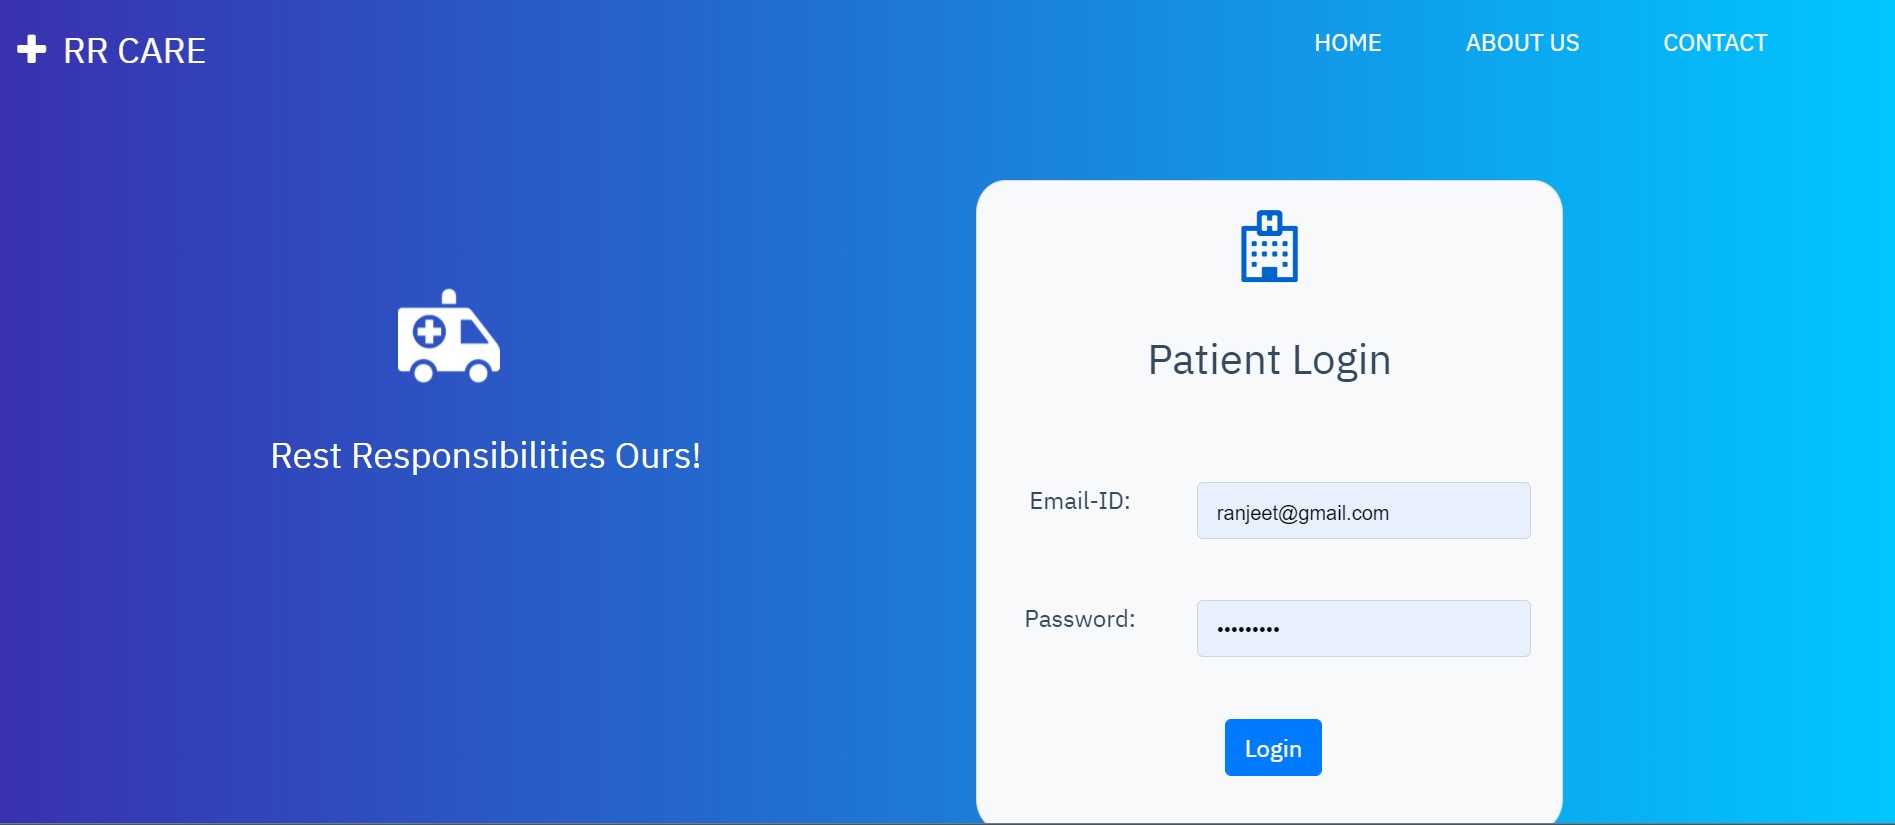 RR CARE
HOME ABOUT US CONTACT
H
Patient Login
Rest Responsibilities Ours!
Email-ID: ranjeet@gmail.com
Password: •••••••••
Login